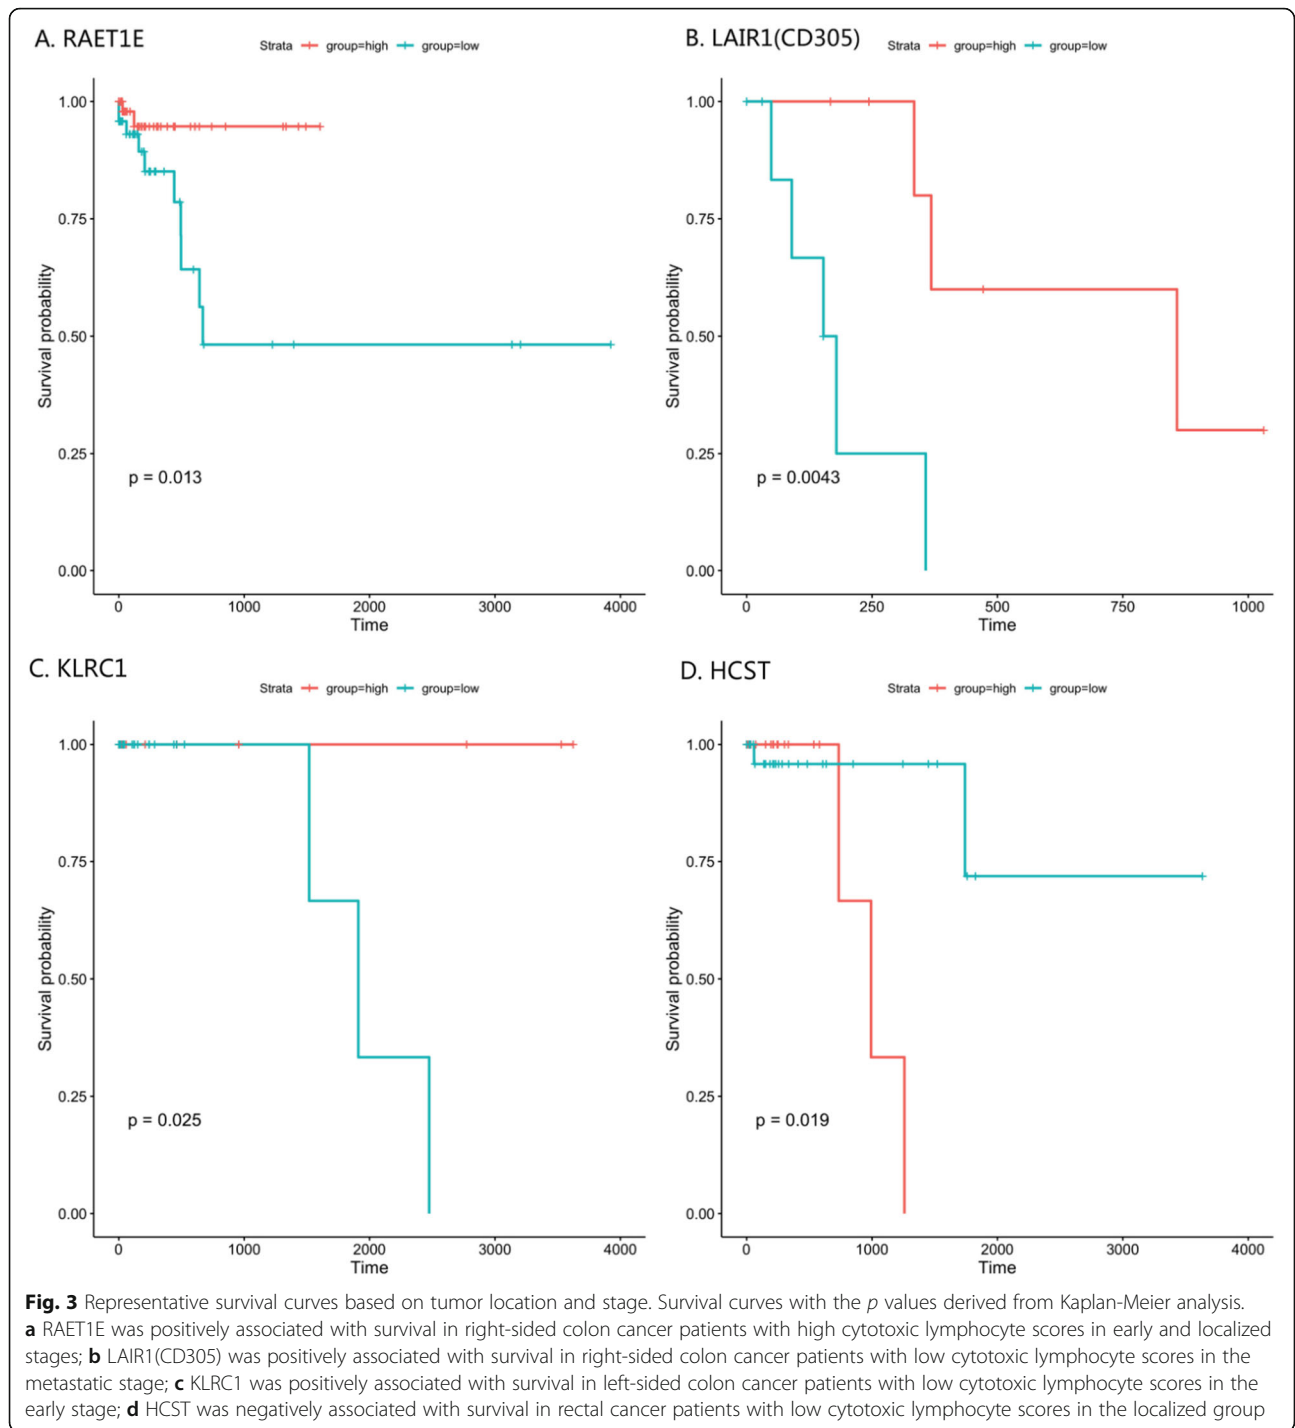 A. RAET1E
Strata group=high group=low
1.00
0.75
0.50
0.25
0.00
Survival probability
p = 0.013
0 1000 2000 3000 4000
Time
B. LAIR1(CD305)
Strata group=high group=low
1.00
0.75
0.50
0.25
0.00
Survival probability
p = 0.0043
0 250 500 750 1000
Time
C. KLRC1
Strata group=high group=low
1.00
0.75
0.50
0.25
0.00
Survival probability
p = 0.025
0 1000 2000 3000 4000
Time
D. HCST
Strata group=high group=low
1.00
0.75
0.50
0.25
0.00
Survival probability
p = 0.019
0 1000 2000 3000 4000
Time
Fig. 3 Representative survival curves based on tumor location and stage. Survival curves with the p values derived from Kaplan-Meier analysis.
a RAET1E was positively associated with survival in right-sided colon cancer patients with high cytotoxic lymphocyte scores in early and localized
stages; b LAIR1(CD305) was positively associated with survival in right-sided colon cancer patients with low cytotoxic lymphocyte scores in the
metastatic stage; c KLRC1 was positively associated with survival in left-sided colon cancer patients with low cytotoxic lymphocyte scores in the
early stage; d HCST was negatively associated with survival in rectal cancer patients with low cytotoxic lymphocyte scores in the localized group